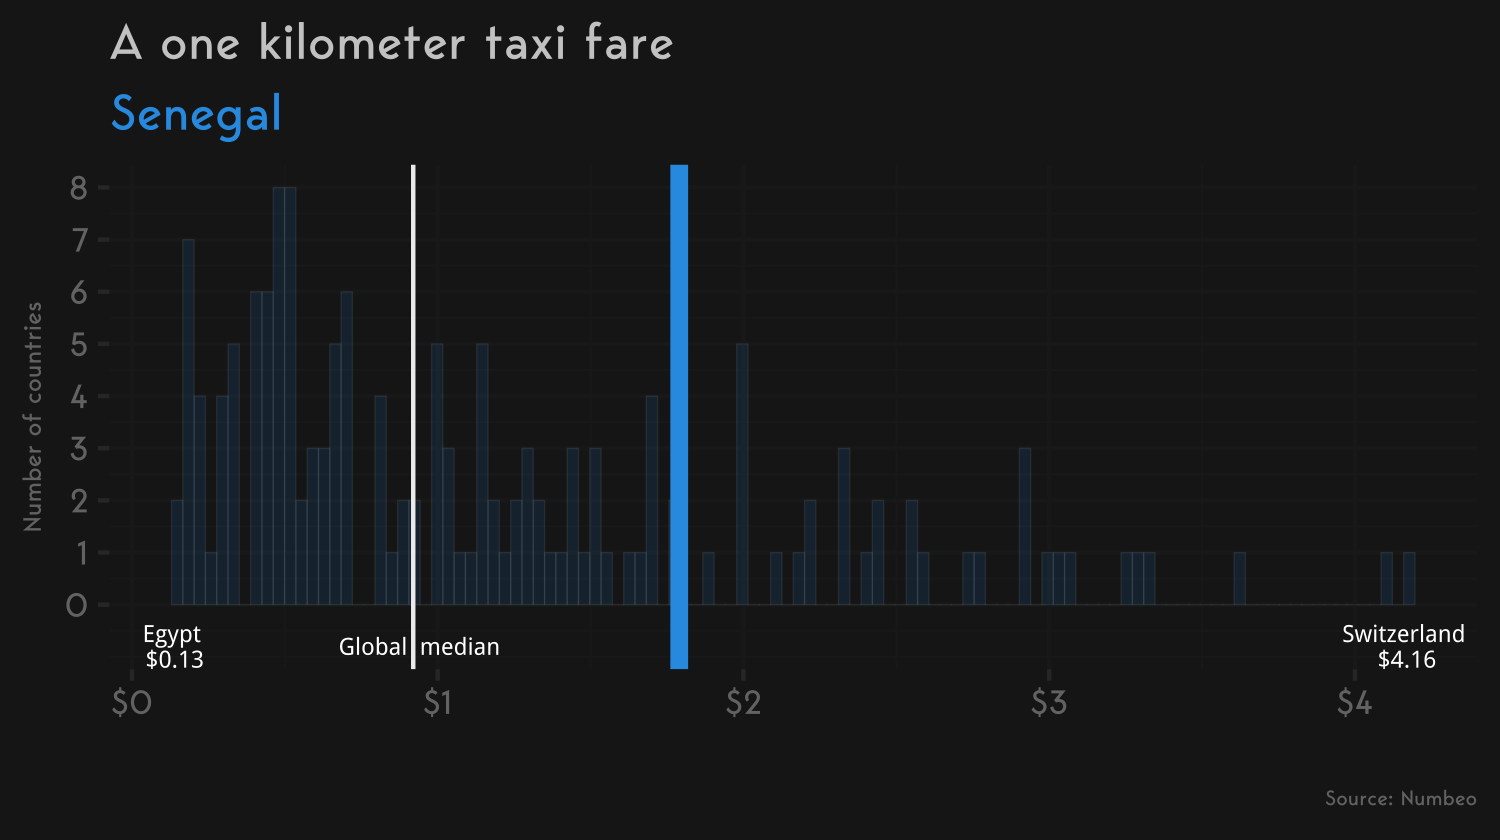 A one kilometer taxi fare
Senegal
Number of countries
8
7
6
5
4
3
2
1
0
Egypt
$0.13
Global median
Switzerland
$4.16
$0 $1 $2 $3 $4
Source: Numbeo